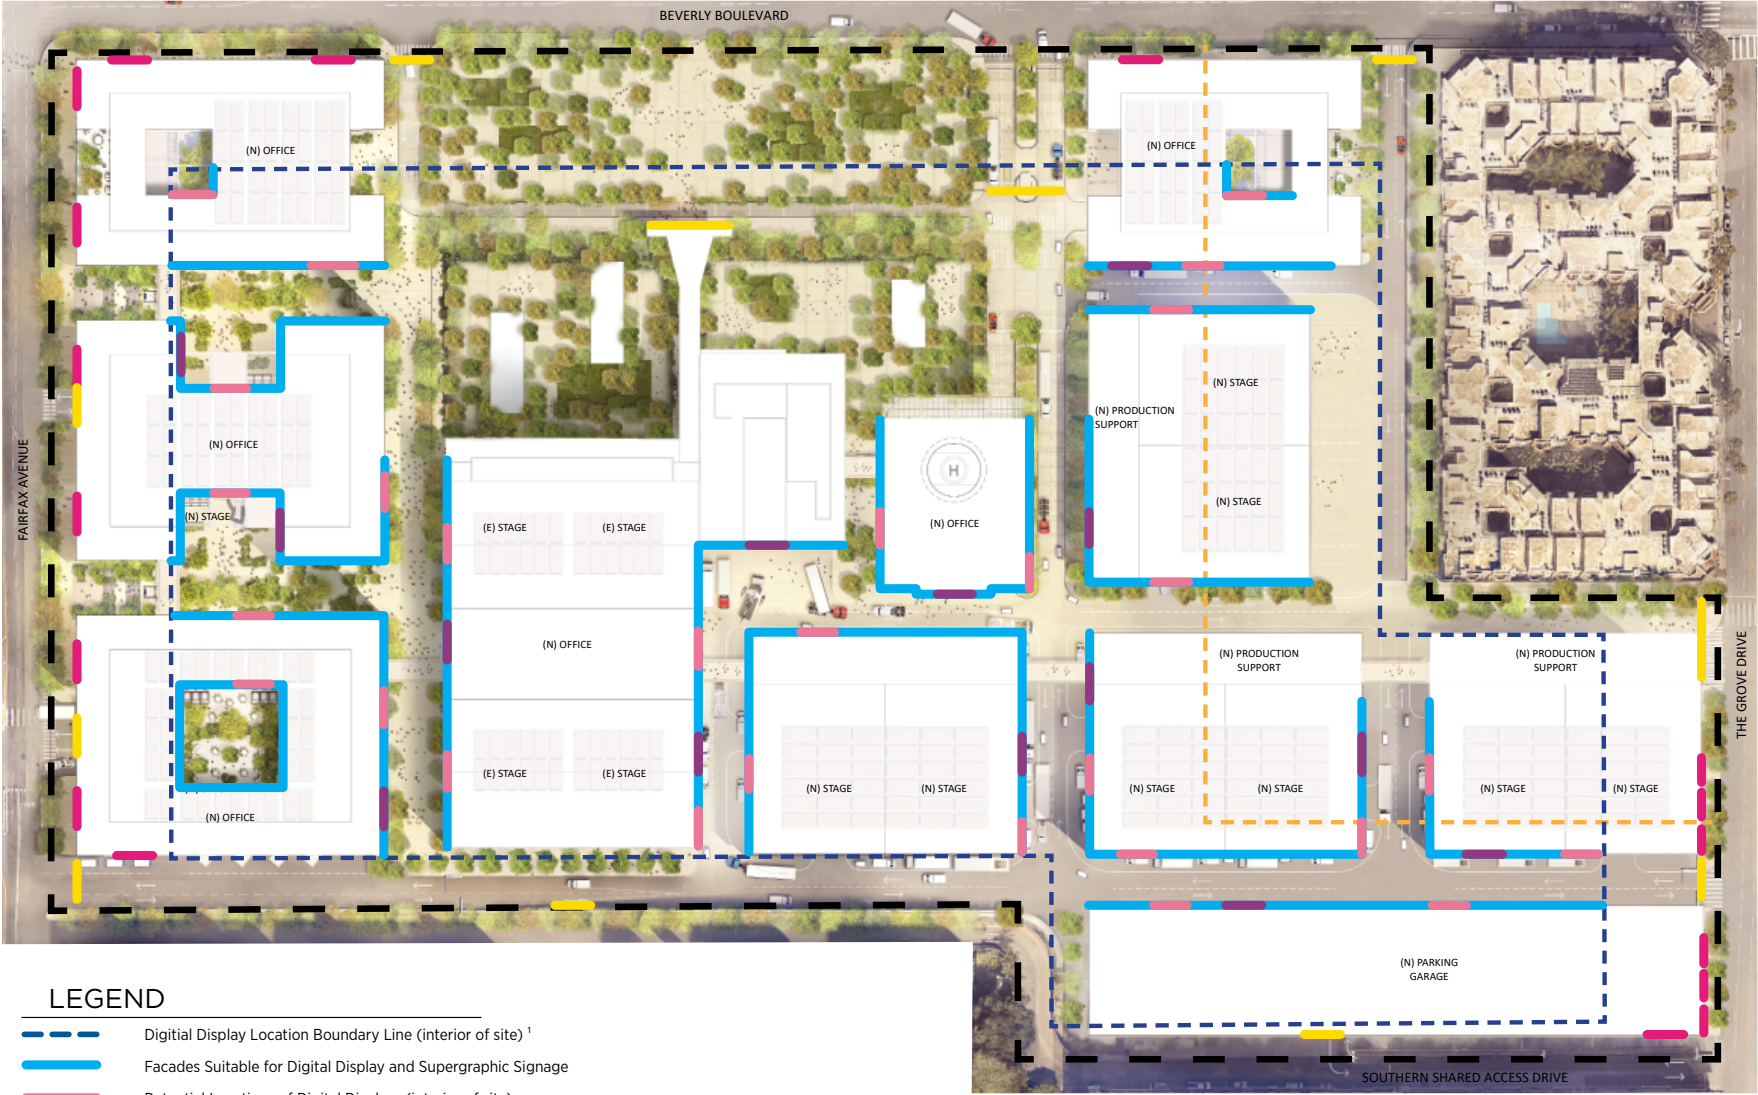 BEVERLY BOULEVARD
(N) OFFICE
(N) OFFICE
(N) STAGE
(N) PRODUCTION
SUPPORT
FAIRFAX AVENUE
(N) OFFICE
(N) STAGE
(N) STAGE
(E) STAGE
(E) STAGE
H
(N) OFFICE
(N) OFFICE
(N) PRODUCTION
SUPPORT
(N) PRODUCTION
SUPPORT
THE GROVE DRIVE
(E) STAGE
(E) STAGE
(N) STAGE
(N) STAGE
(N) STAGE
(N) STAGE
(N) STAGE
(N) STAGE
(N) OFFICE
(N) PARKING
GARAGE
SOUTHERN SHARED ACCESS DRIVE
LEGEND
Digitial Display Location Boundary Line (interior of site) 1
Facades Suitable for Digital Display and Supergraphic Signage